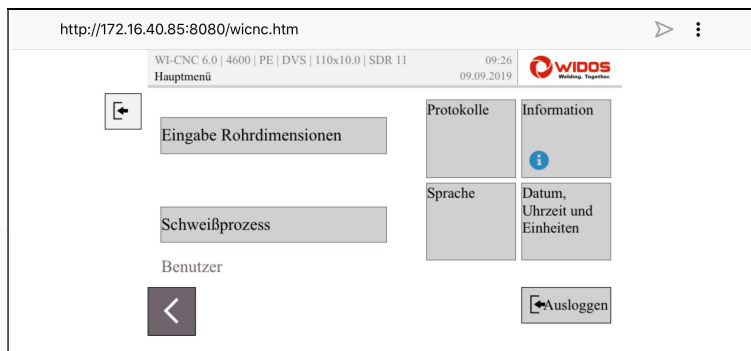 http://172.16.40.85:8080/wicnc.htm
WI-CNC 6.0 | 4600 | PE | DVS | 110x10.0 | SDR 11
09:26
Hauptmenü
09.09.2019
WIDOS
Welding. Together.
Eingabe Rohrdimensionen
Protokolle
Information
Schweißprozess
Sprache
Datum,
Uhrzeit und
Einheiten
Benutzer
Ausloggen